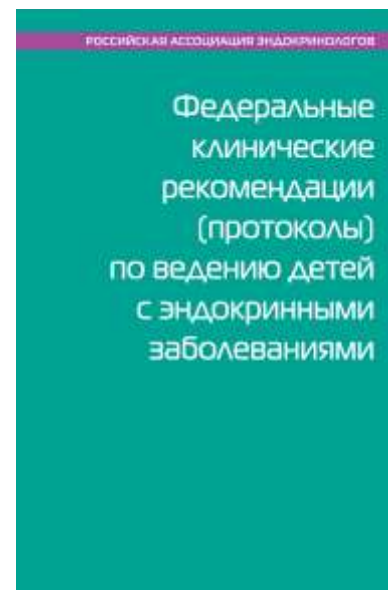 РОССИЙСКАЯ АССОЦИАЦИЯ ЭНДОКРИНОЛОГОВ
Федеральные
клинические
рекомендации
(протоколы)
по ведению детей
с эндокринными
заболеваниями